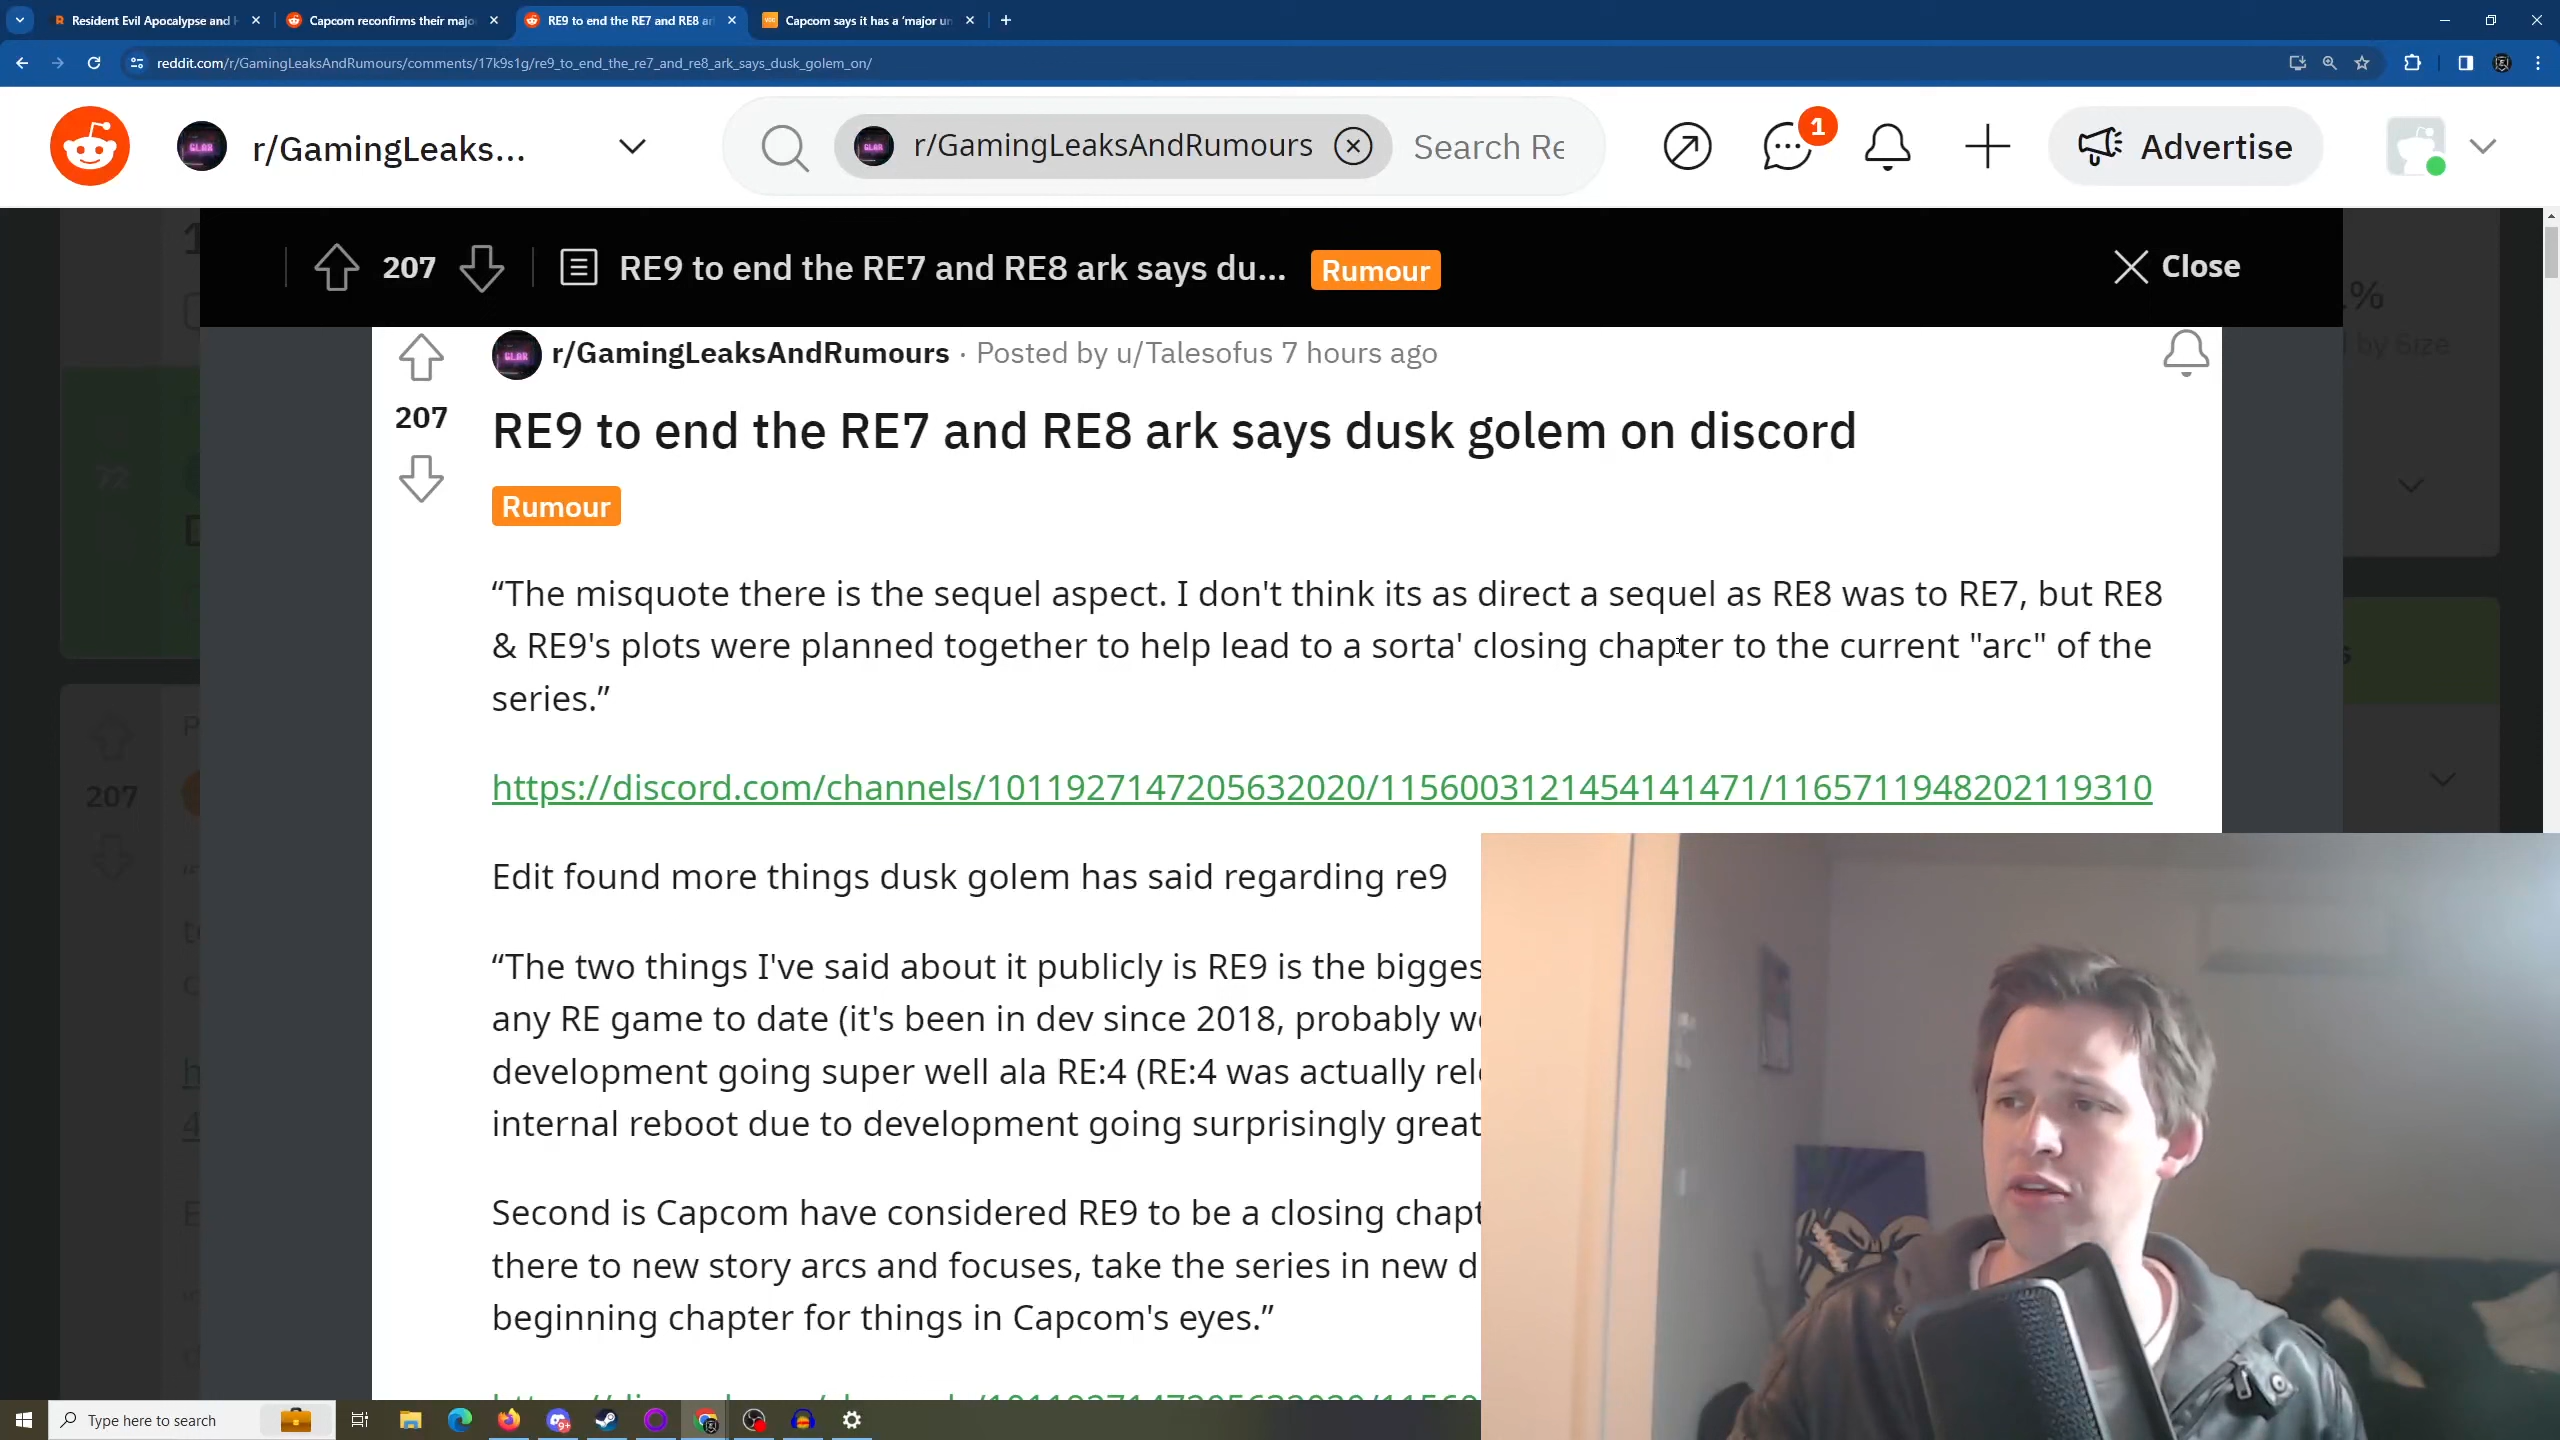 Resident Evil Apocalypse and
Capcom reconfirms their majo
RE9 to end the RE7 and RE8 ar
Capcom says it has a 'major un
reddit.com/r/GamingLeaksAndRumours/comments/17k9s1g/re9_to_end_the_re7_and_re8_ark_says_dusk_golem_on/
r/GamingLeaks...
r/GamingLeaksAndRumours
Search Re
1
Advertise
207
RE9 to end the RE7 and RE8 ark says du...
Rumour
Close
r/GamingLeaksAndRumours · Posted by u/Talesofus 7 hours ago
207
RE9 to end the RE7 and RE8 ark says dusk golem on discord
Rumour
“The misquote there is the sequel aspect. I don't think its as direct a sequel as RE8 was to RE7, but RE8
& RE9's plots were planned together to help lead to a sorta' closing chapter to the current "arc" of the
series.”
https://discord.com/channels/1011927147205632020/1156003121454141471/1165711948202119310
Edit found more things dusk golem has said regarding re9
“The two things I've said about it publicly is RE9 is the bigges
any RE game to date (it's been in dev since 2018, probably w
development going super well ala RE:4 (RE:4 was actually rel
internal reboot due to development going surprisingly great
Second is Capcom have considered RE9 to be a closing chapt
there to new story arcs and focuses, take the series in new d
beginning chapter for things in Capcom's eyes.”
by Size
72
207
Type here to search